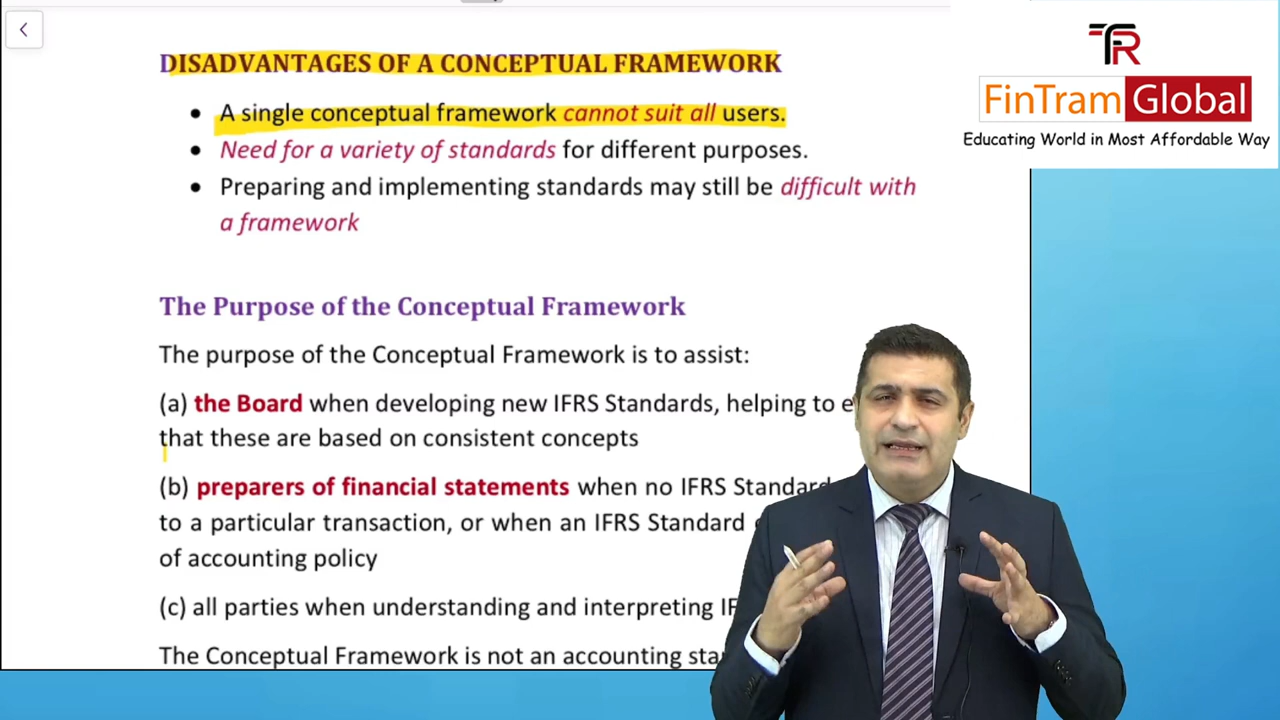 DISADVANTAGES OF A CONCEPTUAL FRAMEWORK
• A single conceptual framework cannot suit all users.
• Need for a variety of standards for different purposes.
• Preparing and implementing standards may still be difficult with
a framework
The Purpose of the Conceptual Framework
The purpose of the Conceptual Framework is to assist:
(a) the Board when developing new IFRS Standards, helping to
that these are based on consistent concepts
(b) preparers of financial statements when no IFRS Standard
to a particular transaction, or when an IFRS Standard
of accounting policy
(c) all parties when understanding and interpreting
The Conceptual Framework is not an accounting
TFR
FinTram Global
Educating World in Most Affordable Way